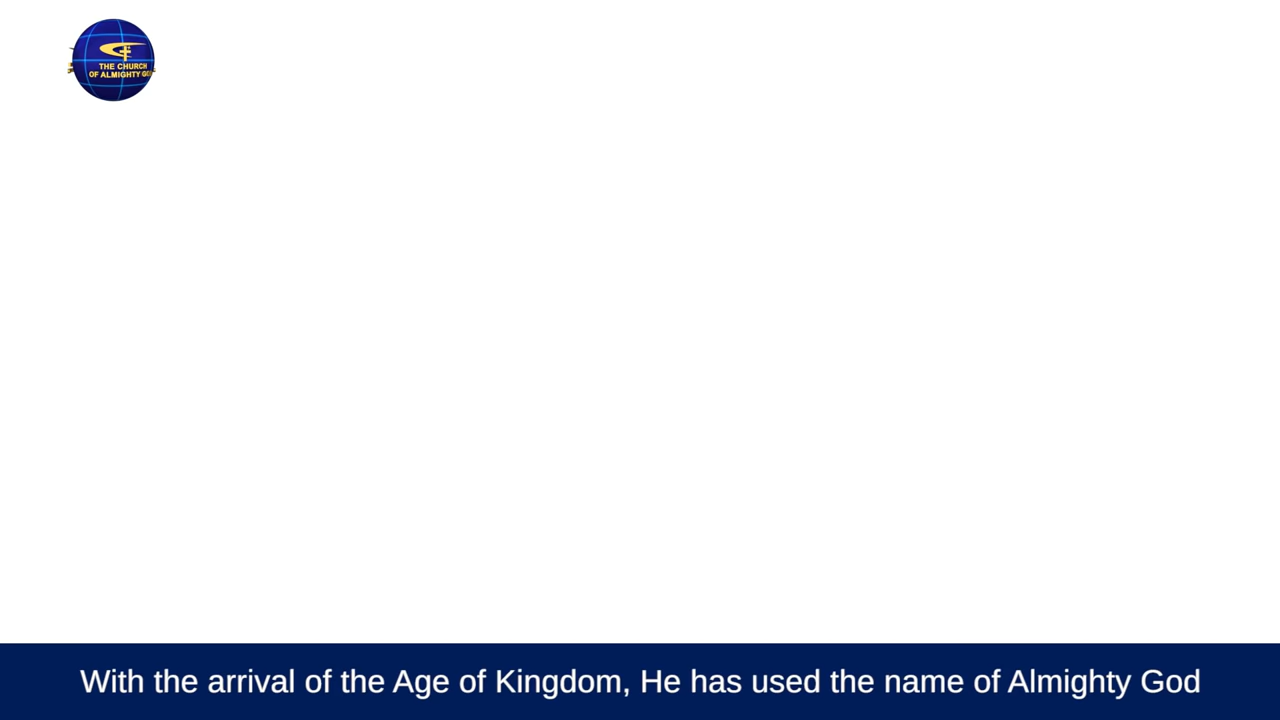 THE CHURCH
OF ALMIGHTY GOD
With the arrival of the Age of Kingdom, He has used the name of Almighty God